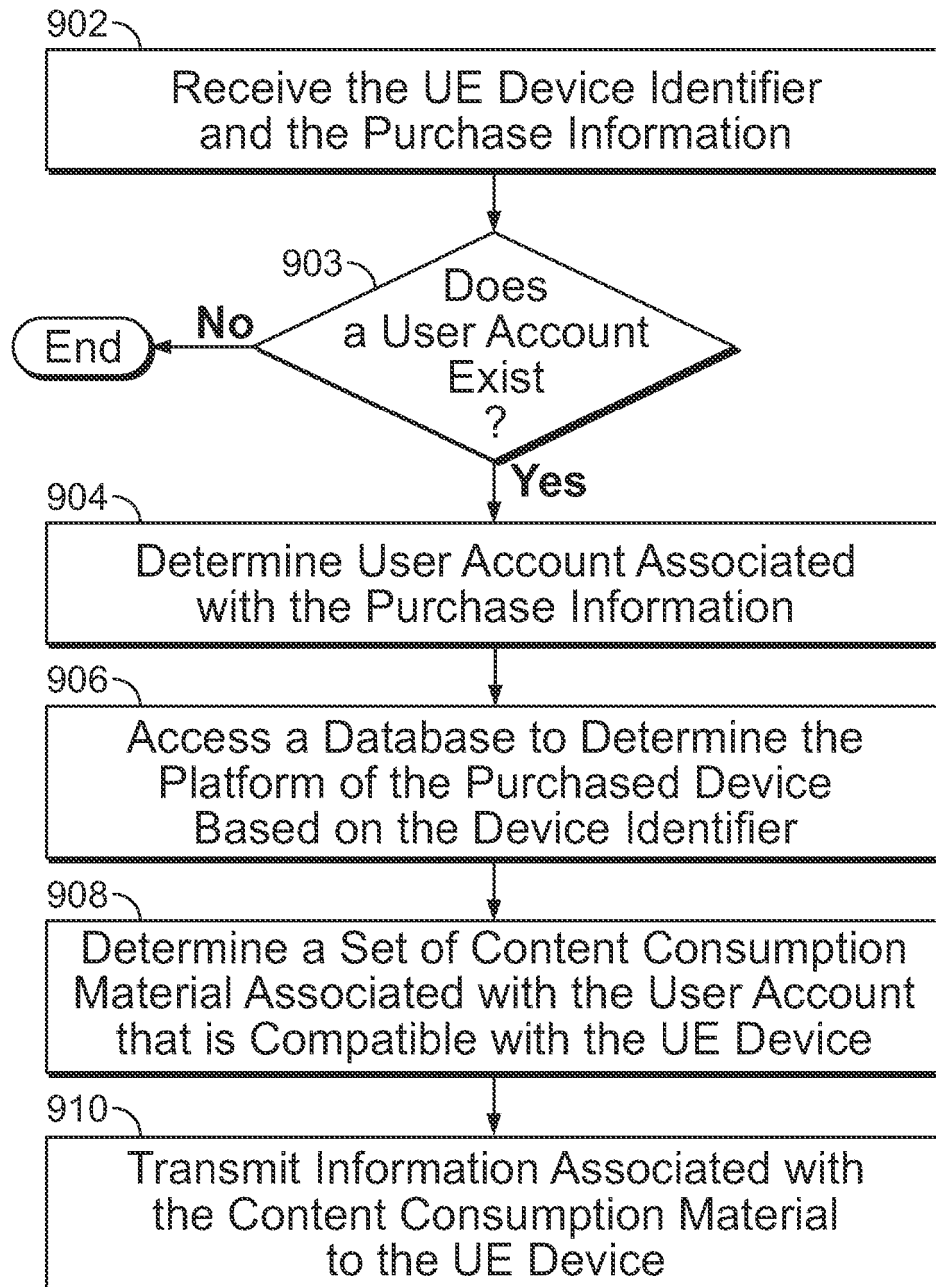 902
Receive the UE Device Identifier
and the Purchase Information
903
Does
a User Account
Exist
?
No
End
Yes
904
Determine User Account Associated
with the Purchase Information
906
Access a Database to Determine the
Platform of the Purchased Device
Based on the Device Identifier
908
Determine a Set of Content Consumption
Material Associated with the User Account
that is Compatible with the UE Device
910
Transmit Information Associated with
the Content Consumption Material
to the UE Device